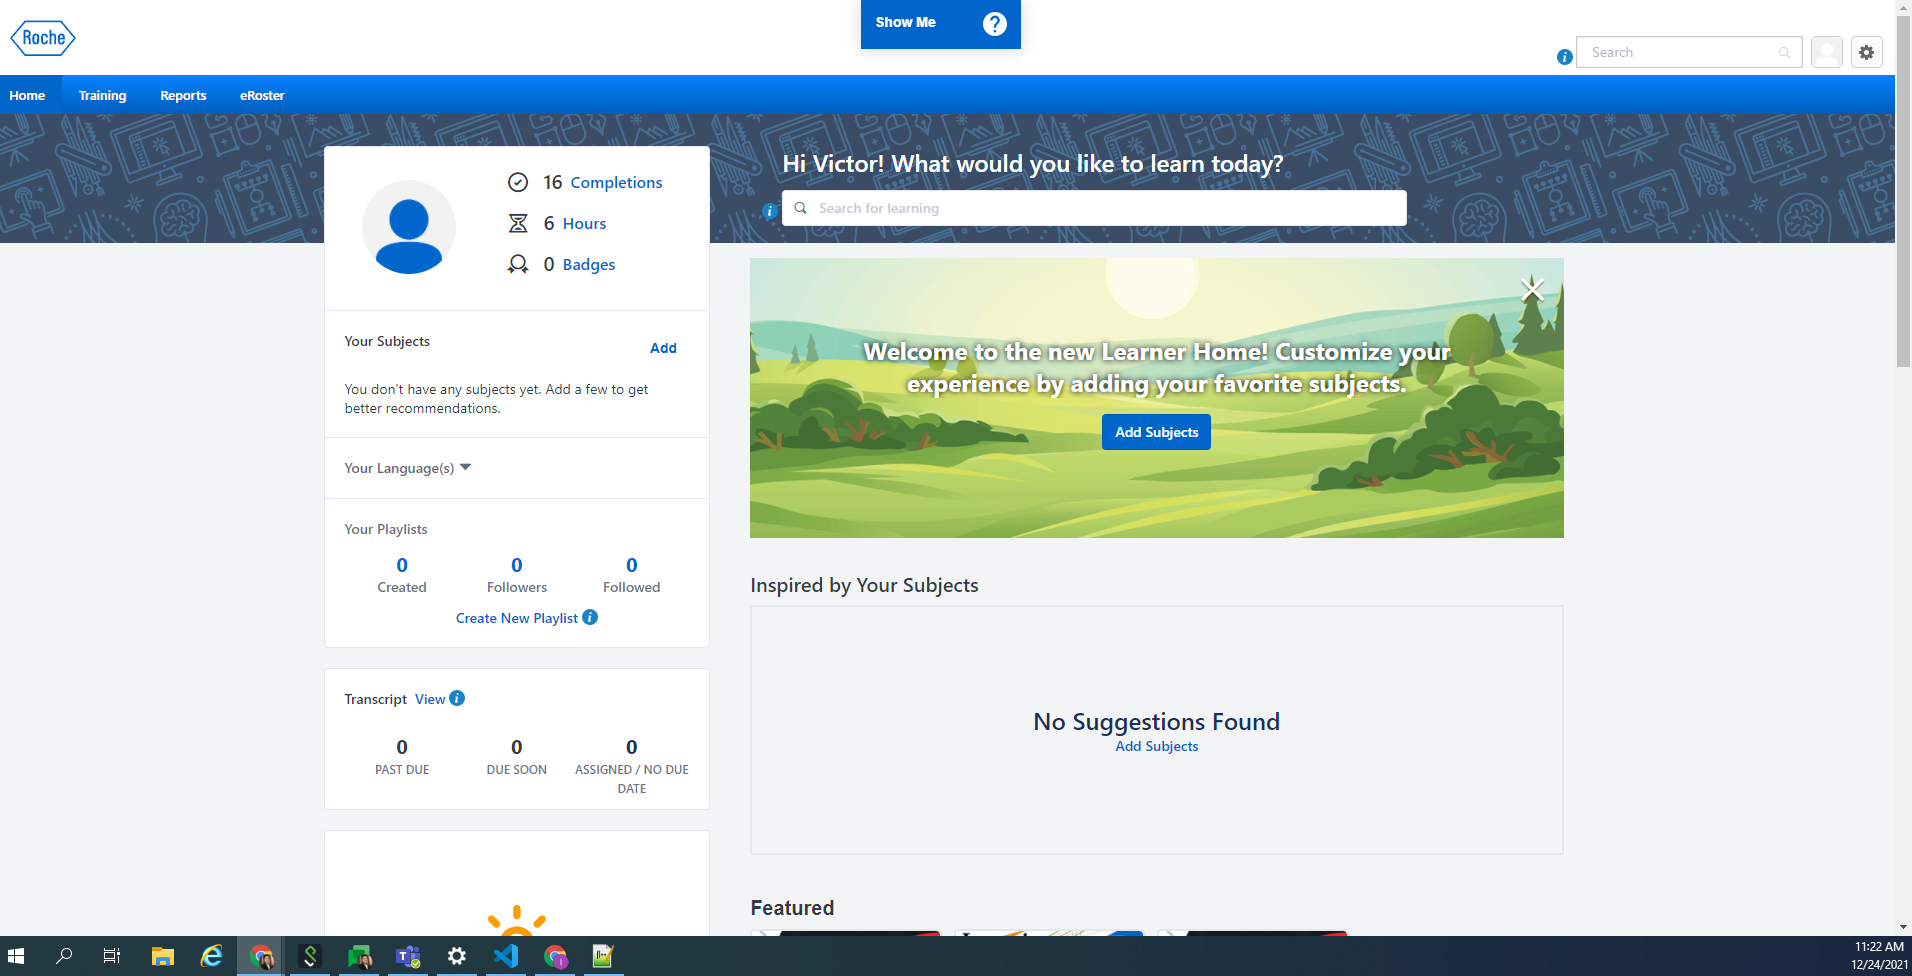 Roche
Show Me
Search
Home
Training
Reports
eRoster
16 Completions
6 Hours
0 Badges
Hi Victor! What would you like to learn today?
Search for learning
Your Subjects
Add
You don't have any subjects yet. Add a few to get
better recommendations.
Your Language(s)
Your Playlists
0
Created
0
Followers
0
Followed
Create New Playlist
Transcript View
0
PAST DUE
0
DUE SOON
0
ASSIGNED / NO DUE
DATE
Welcome to the new Learner Home! Customize your
experience by adding your favorite subjects.
Add Subjects
Inspired by Your Subjects
No Suggestions Found
Add Subjects
Featured
11:22 AM
12/24/2021